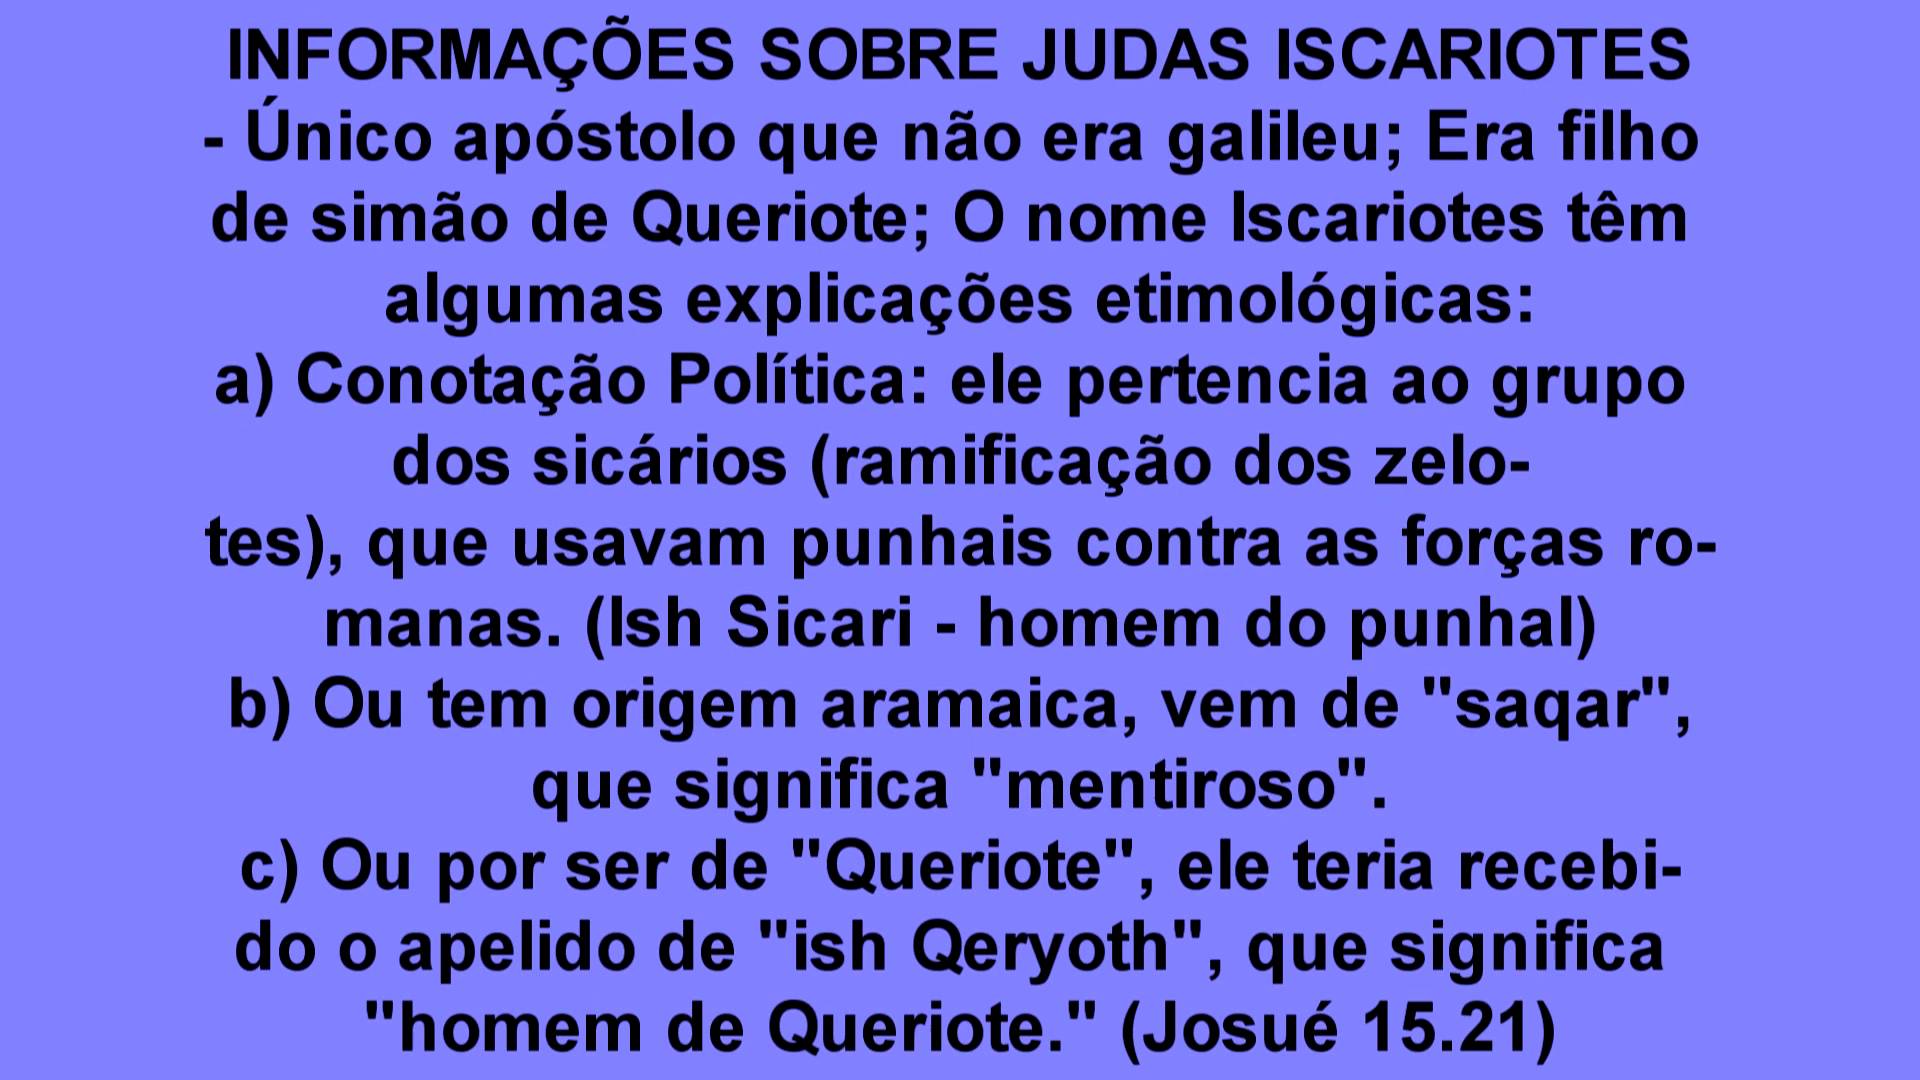 INFORMAÇÕES SOBRE JUDAS ISCARIOTES
- Único apóstolo que não era galileu; Era filho
de simão de Queriote; O nome Iscariotes têm
algumas explicações etimológicas:
a) Conotação Política: ele pertencia ao grupo
dos sicários (ramificação dos zelo-
tes), que usavam punhais contra as forças ro-
manas. (Ish Sicari - homem do punhal)
b) Ou tem origem aramaica, vem de "saqar",
que significa "mentiroso".
c) Ou por ser de "Queriote", ele teria recebi-
do o apelido de "ish Qeryoth", que significa
"homem de Queriote." (Josué 15.21)